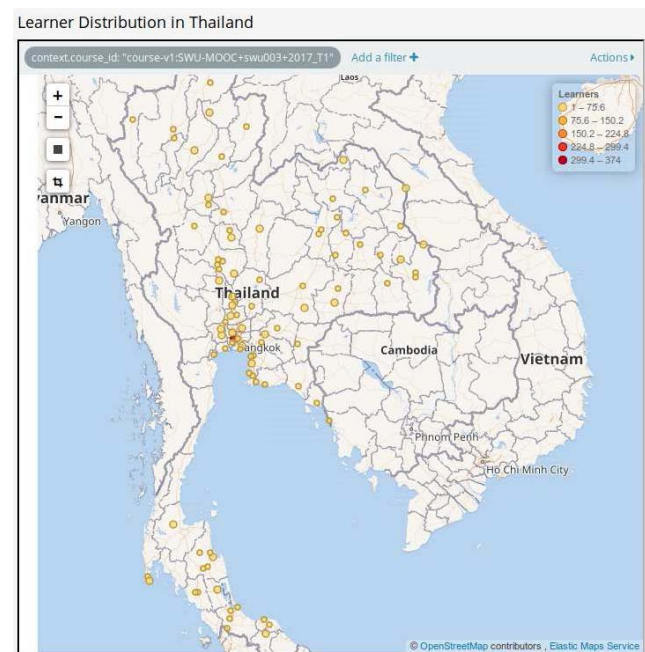 Learner Distribution in Thailand
context.course_id: "course-v1:SWU-MOOC+swu003+2017_T1"
Add a filter +
Actions
+
−
Laos
Learners
1 – 75.6
75.6 – 150.2
150.2 – 224.8
224.8 – 299.4
299.4 – 374
anmar
Yangon
Thailand
Bangkok
Cambodia
Vietnam
Phnom Penh
Ho Chi Minh City
© OpenStreetMap contributors , Elastic Maps Service